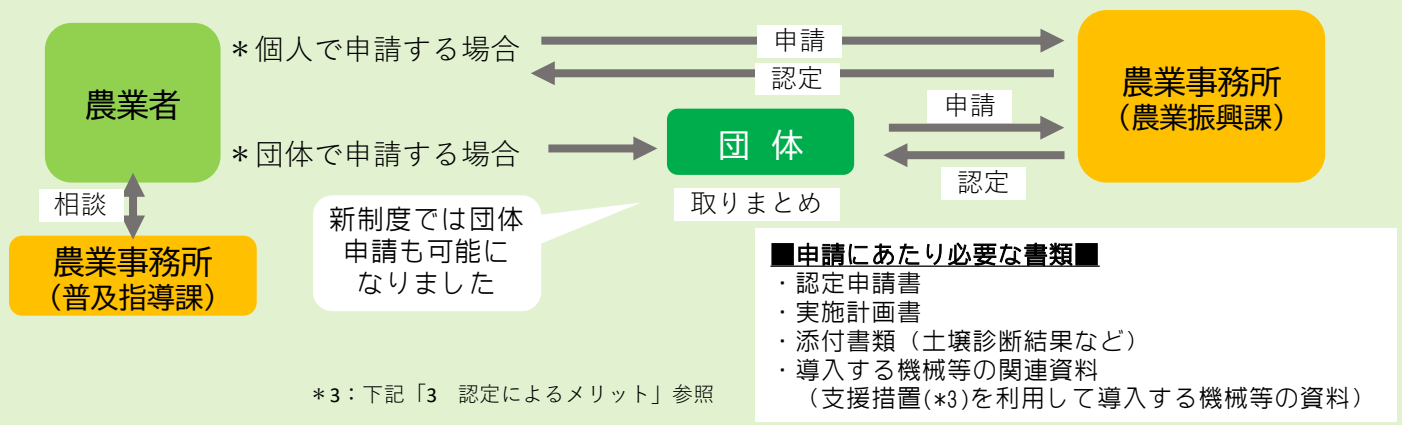 農業者
＊個人で申請する場合
申請
認定
農業事務所
（農業振興課）
＊団体で申請する場合
団 体
取りまとめ
申請
認定
相談
農業事務所
（普及指導課）
新制度では団体
申請も可能に
なりました
■申請にあたり必要な書類■
・認定申請書
・実施計画書
・添付書類（土壌診断結果など）
・導入する機械等の関連資料
（支援措置(*3)を利用して導入する機械等の資料）
＊3：下記「3　認定によるメリット」参照